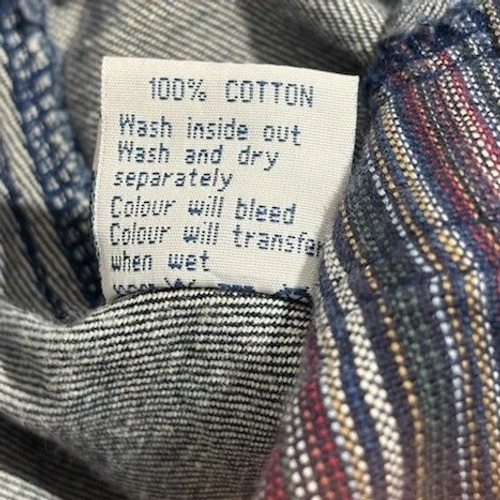 100% COTTON
Wash inside out
Wash and dry
separately
Colour will bleed
Colour will transfer
when wet